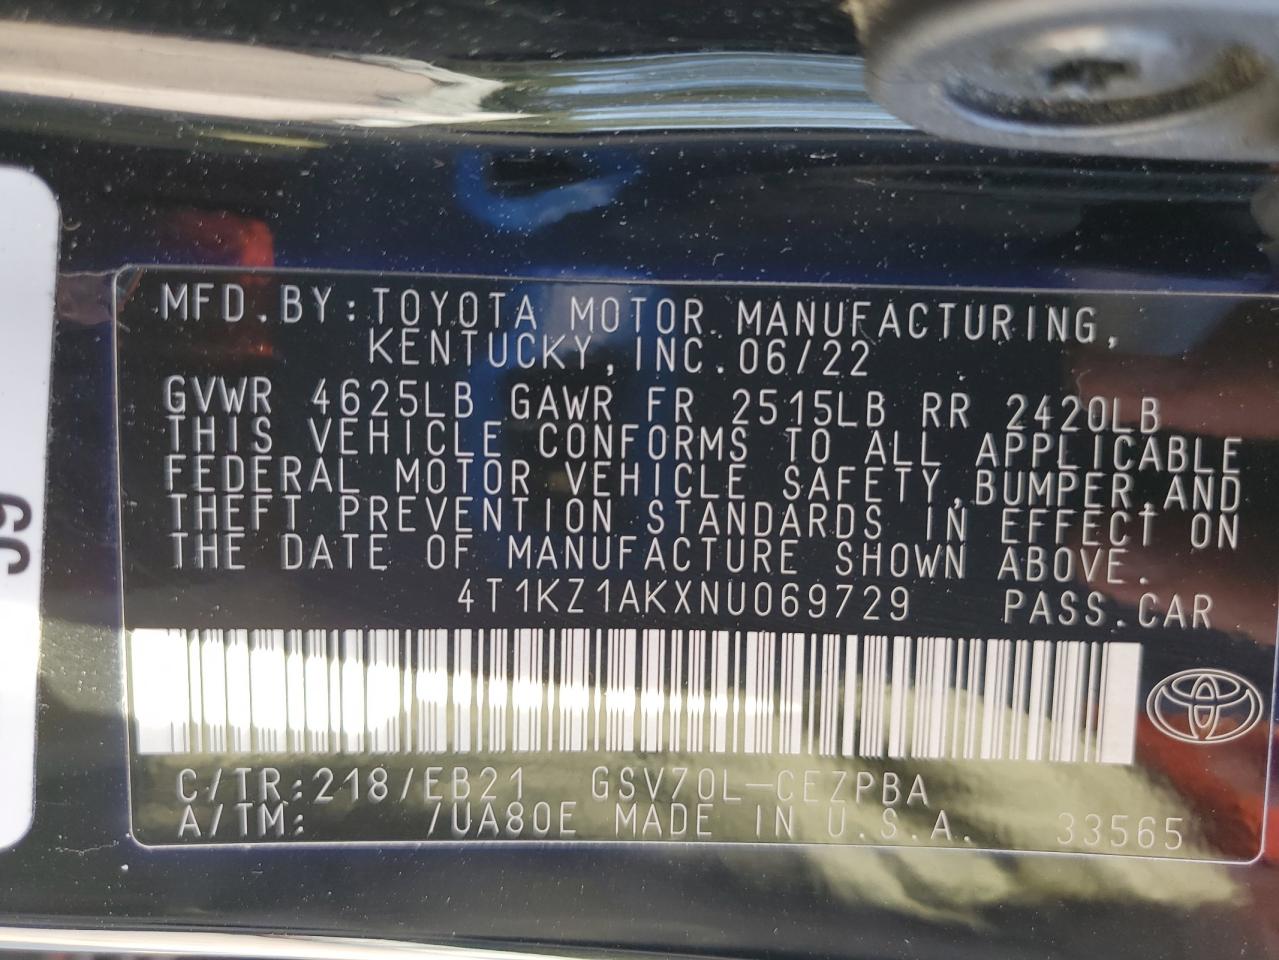 MFD.BY:TOYOTA MOTOR MANUFACTURING,
KENTUCKY,INC.06/22
GVWR 4625LB GAWR FR 2515LB RR 2420LB
THIS VEHICLE CONFORMS TO ALL APPLICABLE
FEDERAL MOTOR VEHICLE SAFETY,BUMPER,AND
THEFT PREVENTION STANDARDS IN EFFECT ON
THE DATE OF MANUFACTURE SHOWN ABOVE.
4T1KZ1AKXNU069729 PASS.CAR
C/TR:218/EB21 GSV70L-CEZPBA
A/TM: /UA80E MADE IN U.S.A. 33565